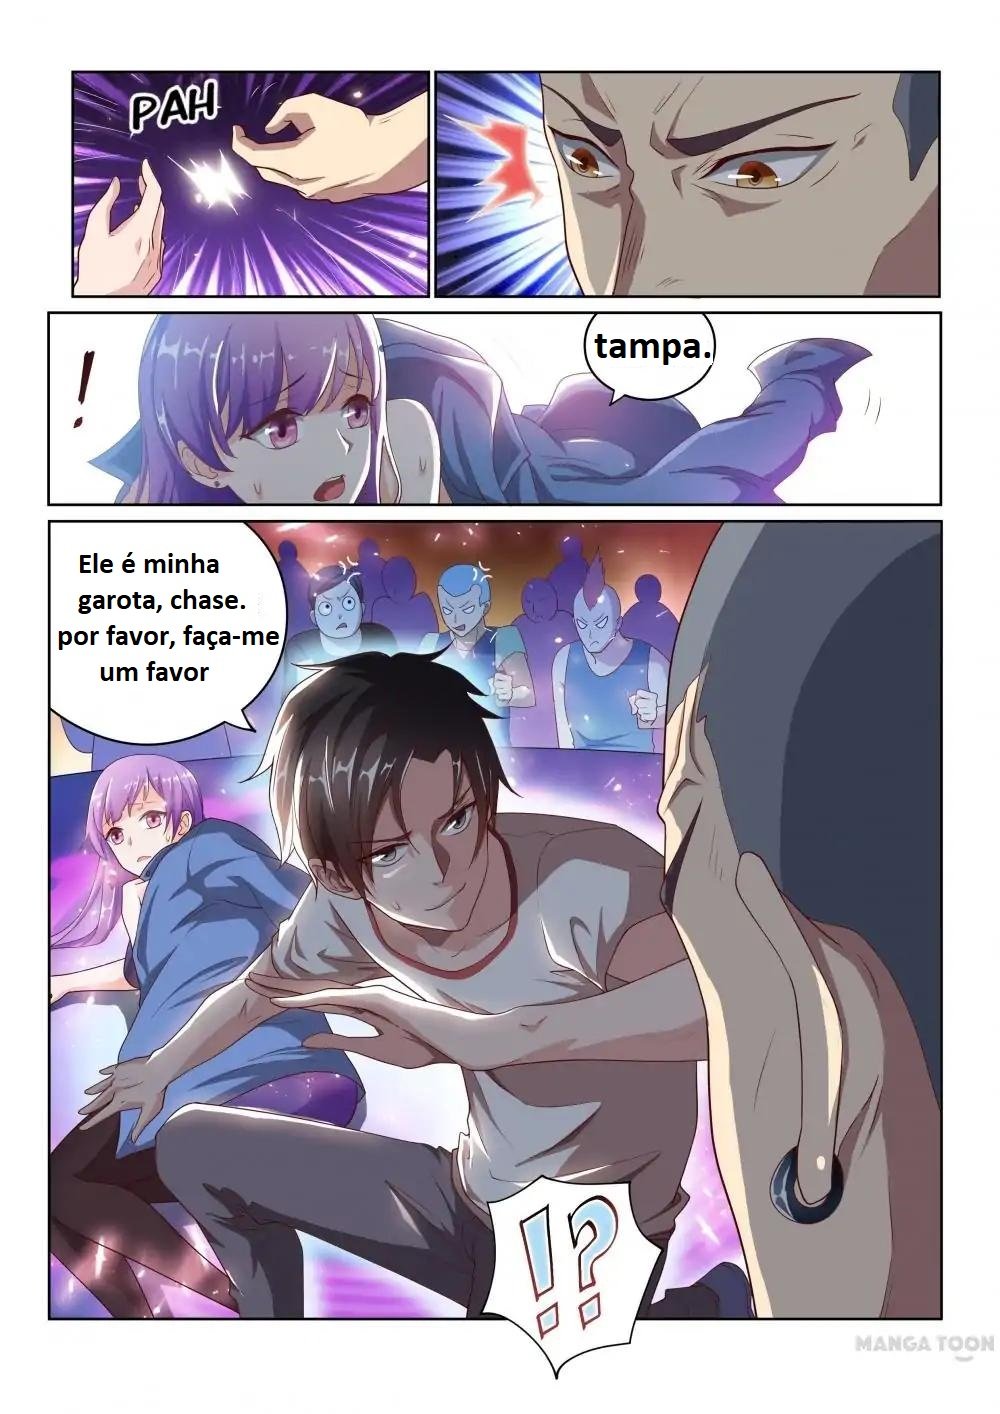 PAH
!
tampa.
Ele é minha
garota, chase.
por favor, faça-me
um favor
!?
MANGA TOON